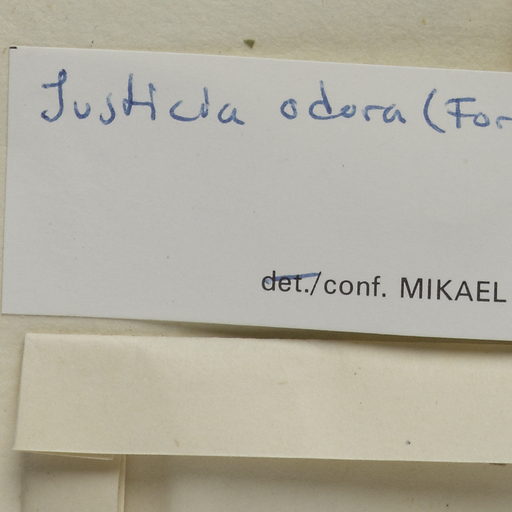 Justicia odora (For
det./conf. MIKAEL